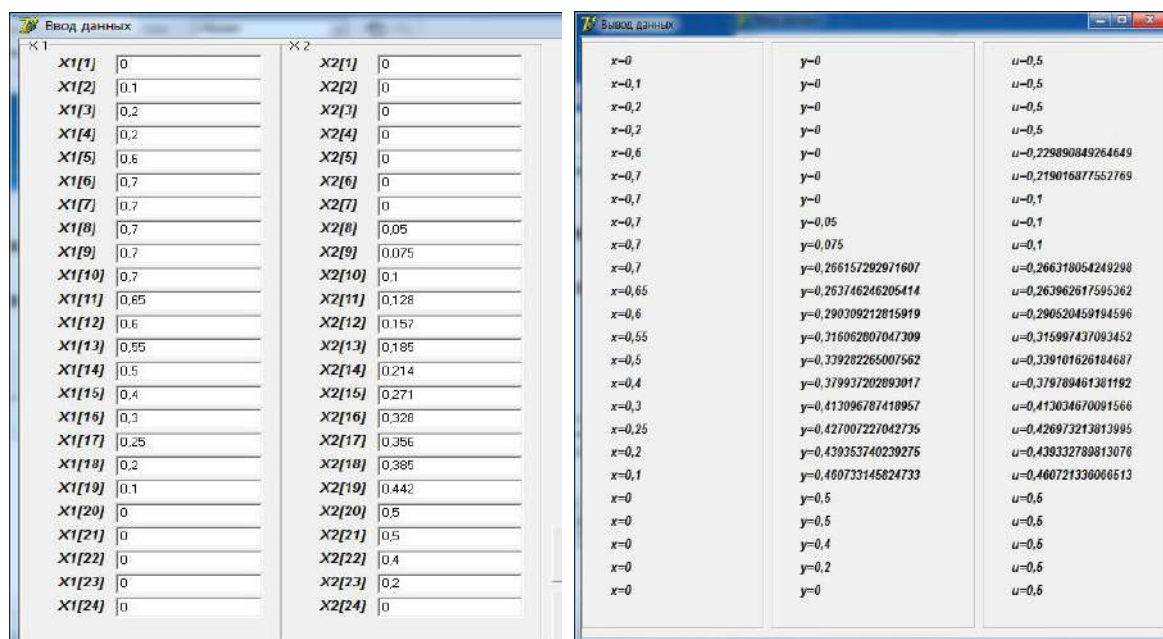 Ввод данных
X 1
X1[1] 0
X1[2] 0.1
X1[3] 0,2
X1[4] 0,2
X1[5] 0,6
X1[6] 0,7
X1[7] 0.7
X1[8] 0,7
X1[9] 0.7
X1[10] 0,7
X1[11] 0,65
X1[12] 0.6
X1[13] 0,55
X1[14] 0.5
X1[15] 0,4
X1[16] 0,3
X1[17] 0,25
X1[18] 0,2
X1[19] 0.1
X1[20] 0
X1[21] 0
X1[22] 0
X1[23] 0
X1[24] 0
X 2
X2[1] 0
X2[2] 0
X2[3] 0
X2[4] 0
X2[5] 0
X2[6] 0
X2[7] 0
X2[8] 0,05
X2[9] 0.075
X2[10] 0,1
X2[11] 0,128
X2[12] 0.157
X2[13] 0,185
X2[14] 0.214
X2[15] 0,271
X2[16] 0,328
X2[17] 0,356
X2[18] 0,385
X2[19] 0.442
X2[20] 0,5
X2[21] 0,5
X2[22] 0,4
X2[23] 0,2
X2[24] 0
Вывод данных
x=0 y=0 u=0,5
x=0,1 y=0 u=0,5
x=0,2 y=0 u=0,5
x=0,2 y=0 u=0,5
x=0,6 y=0 u=0,229890849264649
x=0,7 y=0 u=0,219016877552769
x=0,7 y=0 u=0,1
x=0,7 y=0,05 u=0,1
x=0,7 y=0,075 u=0,1
x=0,7 y=0,266157292971607 u=0,266318054249298
x=0,65 y=0,263746246205414 u=0,263962617595362
x=0,6 y=0,290309212815919 u=0,290520459194596
x=0,55 y=0,316062807047309 u=0,315997437093452
x=0,5 y=0,339282265007562 u=0,339101626184687
x=0,4 y=0,379937202893017 u=0,379789461381192
x=0,3 y=0,413096787418957 u=0,413034670091566
x=0,25 y=0,427007227042735 u=0,426973213813995
x=0,2 y=0,439353740239275 u=0,439332789813076
x=0,1 y=0,460733145824733 u=0,460721336066513
x=0 y=0,5 u=0,5
x=0 y=0,5 u=0,5
x=0 y=0,4 u=0,5
x=0 y=0,2 u=0,5
x=0 y=0 u=0,5